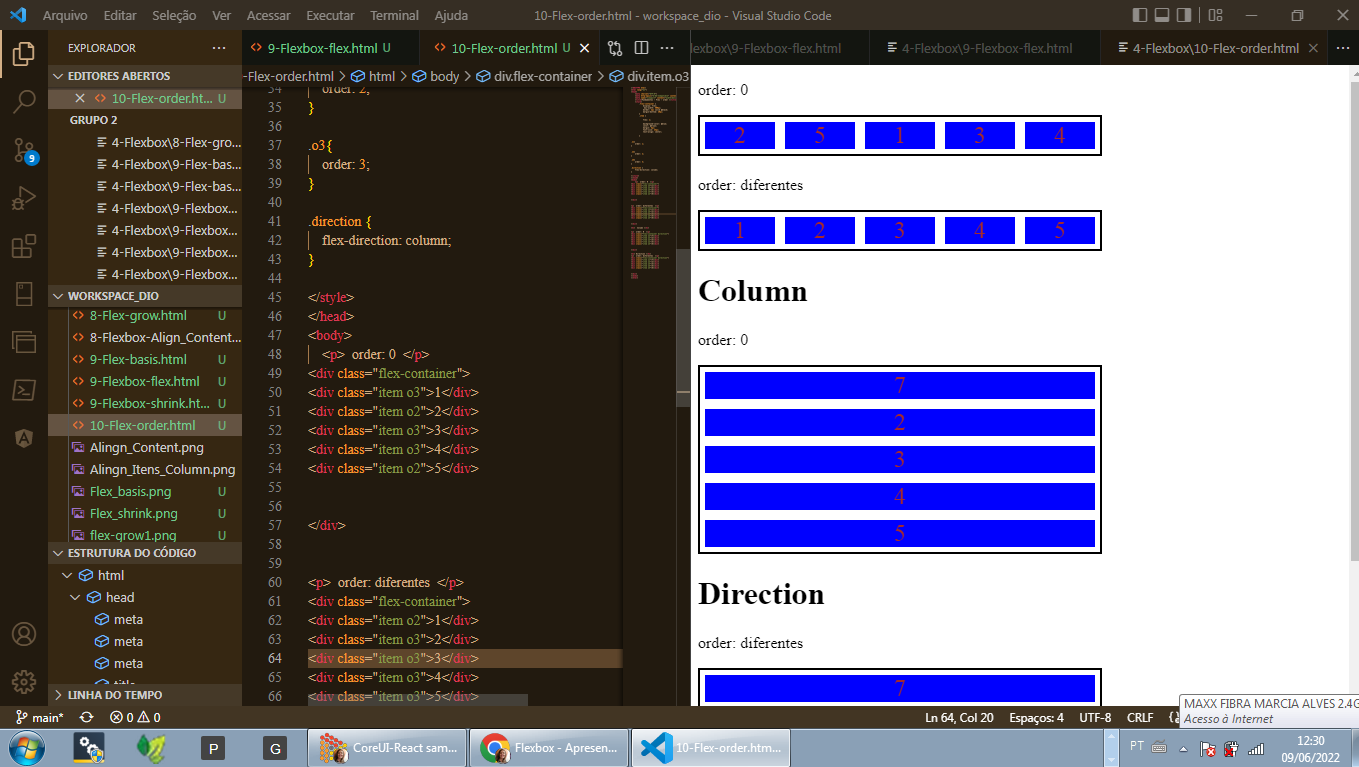 Arquivo Editar Seleção Ver Acessar Executar Terminal Ajuda 10-Flex-order.html - workspace_dio - Visual Studio Code
EXPLORADOR ...
EDITORES ABERTOS
10-Flex-order.ht... U
GRUPO 2
4-Flexbox\8-Flex-gro...
4-Flexbox\9-Flex-bas...
4-Flexbox\9-Flex-bas...
4-Flexbox\9-Flexbox...
4-Flexbox\9-Flexbox...
4-Flexbox\9-Flexbox...
4-Flexbox\9-Flexbox...
9
WORKSPACE_DIO
8-Flex-grow.html U
8-Flexbox-Align_Content...
9-Flex-basis.html U
9-Flexbox-flex.html U
9-Flexbox-shrink.ht... U
10-Flex-order.html U
Alingn_Content.png
Alingn_Itens_Column.png
Flex_basis.png U
Flex_shrink.png U
flex-grow1.png U
ESTRUTURA DO CÓDIGO
html
head
meta
meta
meta
title
LINHA DO TEMPO
9-Flexbox-flex.html U 10-Flex-order.html U
-Flex-order.html > html > body > div.flex-container > div.item.o3
34 order: 2;
35 }
36
37 .o3{
38 order: 3;
39 }
40
41 .direction {
42 flex-direction: column;
43 }
44
45 </style>
46 </head>
47 <body>
48 <p> order: 0 </p>
49 <div class="flex-container">
50 <div class="item o3">1</div>
51 <div class="item o2">2</div>
52 <div class="item o3">3</div>
53 <div class="item o3">4</div>
54 <div class="item o2">5</div>
55
56
57 </div>
58
59
60 <p> order: diferentes </p>
61 <div class="flex-container">
62 <div class="item o2">1</div>
63 <div class="item o3">2</div>
64 <div class="item o3">3</div>
65 <div class="item o3">4</div>
66 <div class="item o3">5</div>
lexbox\9-Flexbox-flex.html 4-Flexbox\9-Flexbox-flex.html 4-Flexbox\10-Flex-order.html ...
order: 0
2 5 1 3 4
order: diferentes
1 2 3 4 5
Column
order: 0
7
2
3
4
5
Direction
order: diferentes
7
main* 0 0 Ln 64, Col 20 Espaços: 4 UTF-8 CRLF
MAXX FIBRA MARCIA ALVES 2.4G
Acesso à Internet
P G CoreUI-React sam... Flexbox - Apresen... 10-Flex-order.htm... PT 12:30
09/06/2022